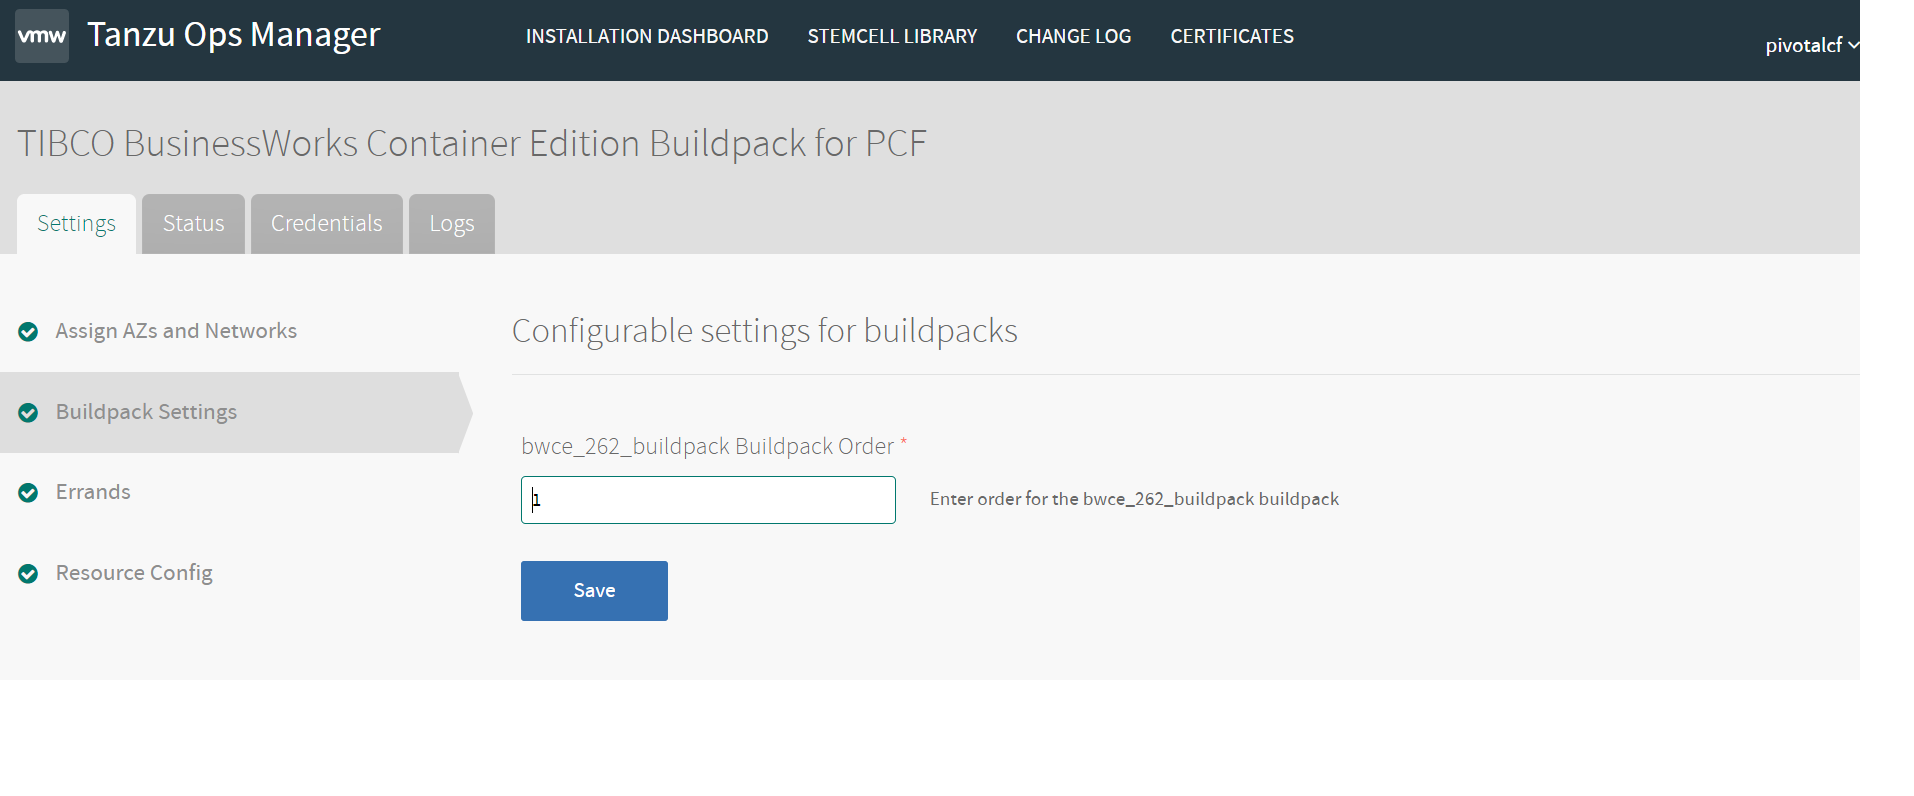 vmw Tanzu Ops Manager INSTALLATION DASHBOARD STEMCELL LIBRARY CHANGE LOG CERTIFICATES pivotalcf
TIBCO BusinessWorks Container Edition Buildpack for PCF
Settings Status Credentials Logs
Assign AZs and Networks
Buildpack Settings
Errands
Resource Config
Configurable settings for buildpacks
bwce_262_buildpack Buildpack Order *
1
Enter order for the bwce_262_buildpack buildpack
Save